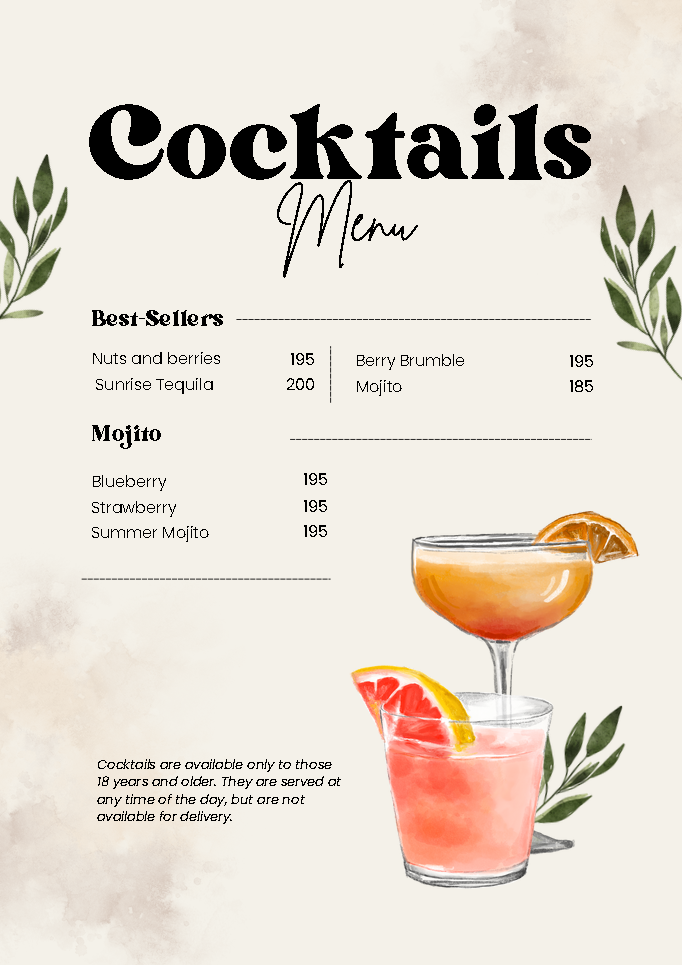 Cocktails
Menu
Best-Sellers
Nuts and berries 195
Sunrise Tequila 200
Berry Brumble 195
Mojito 185
Mojito
Blueberry 195
Strawberry 195
Summer Mojito 195
Cocktails are available only to those
18 years and older. They are served at
any time of the day, but are not
available for delivery.